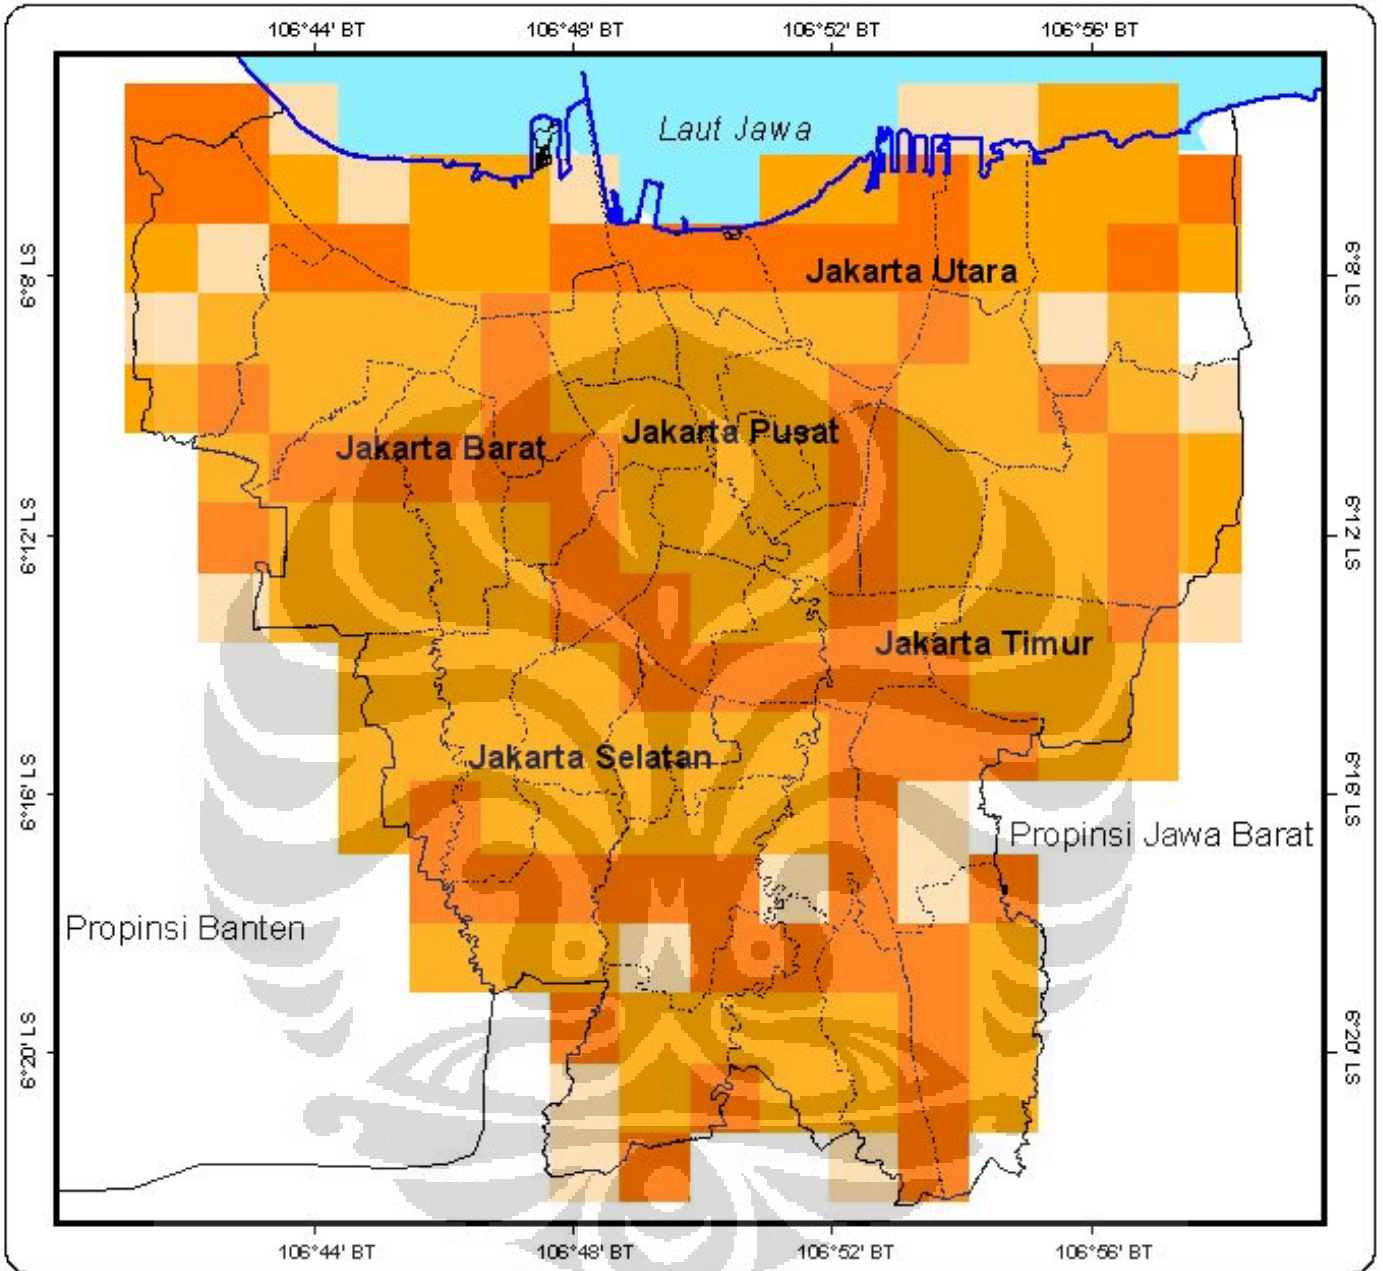 106°44' BT 106°48' BT 106°52' BT 106°56' BT
Laut Jawa
6°8' LS
Jakarta Utara
6°8' LS
Jakarta Pusat
Jakarta Barat
6°12' LS
6°12' LS
Jakarta Timur
Jakarta Selatan
6°16' LS
6°16' LS
Propinsi Jawa Barat
Propinsi Banten
6°20' LS
6°20' LS
106°44' BT 106°48' BT 106°52' BT 106°56' BT